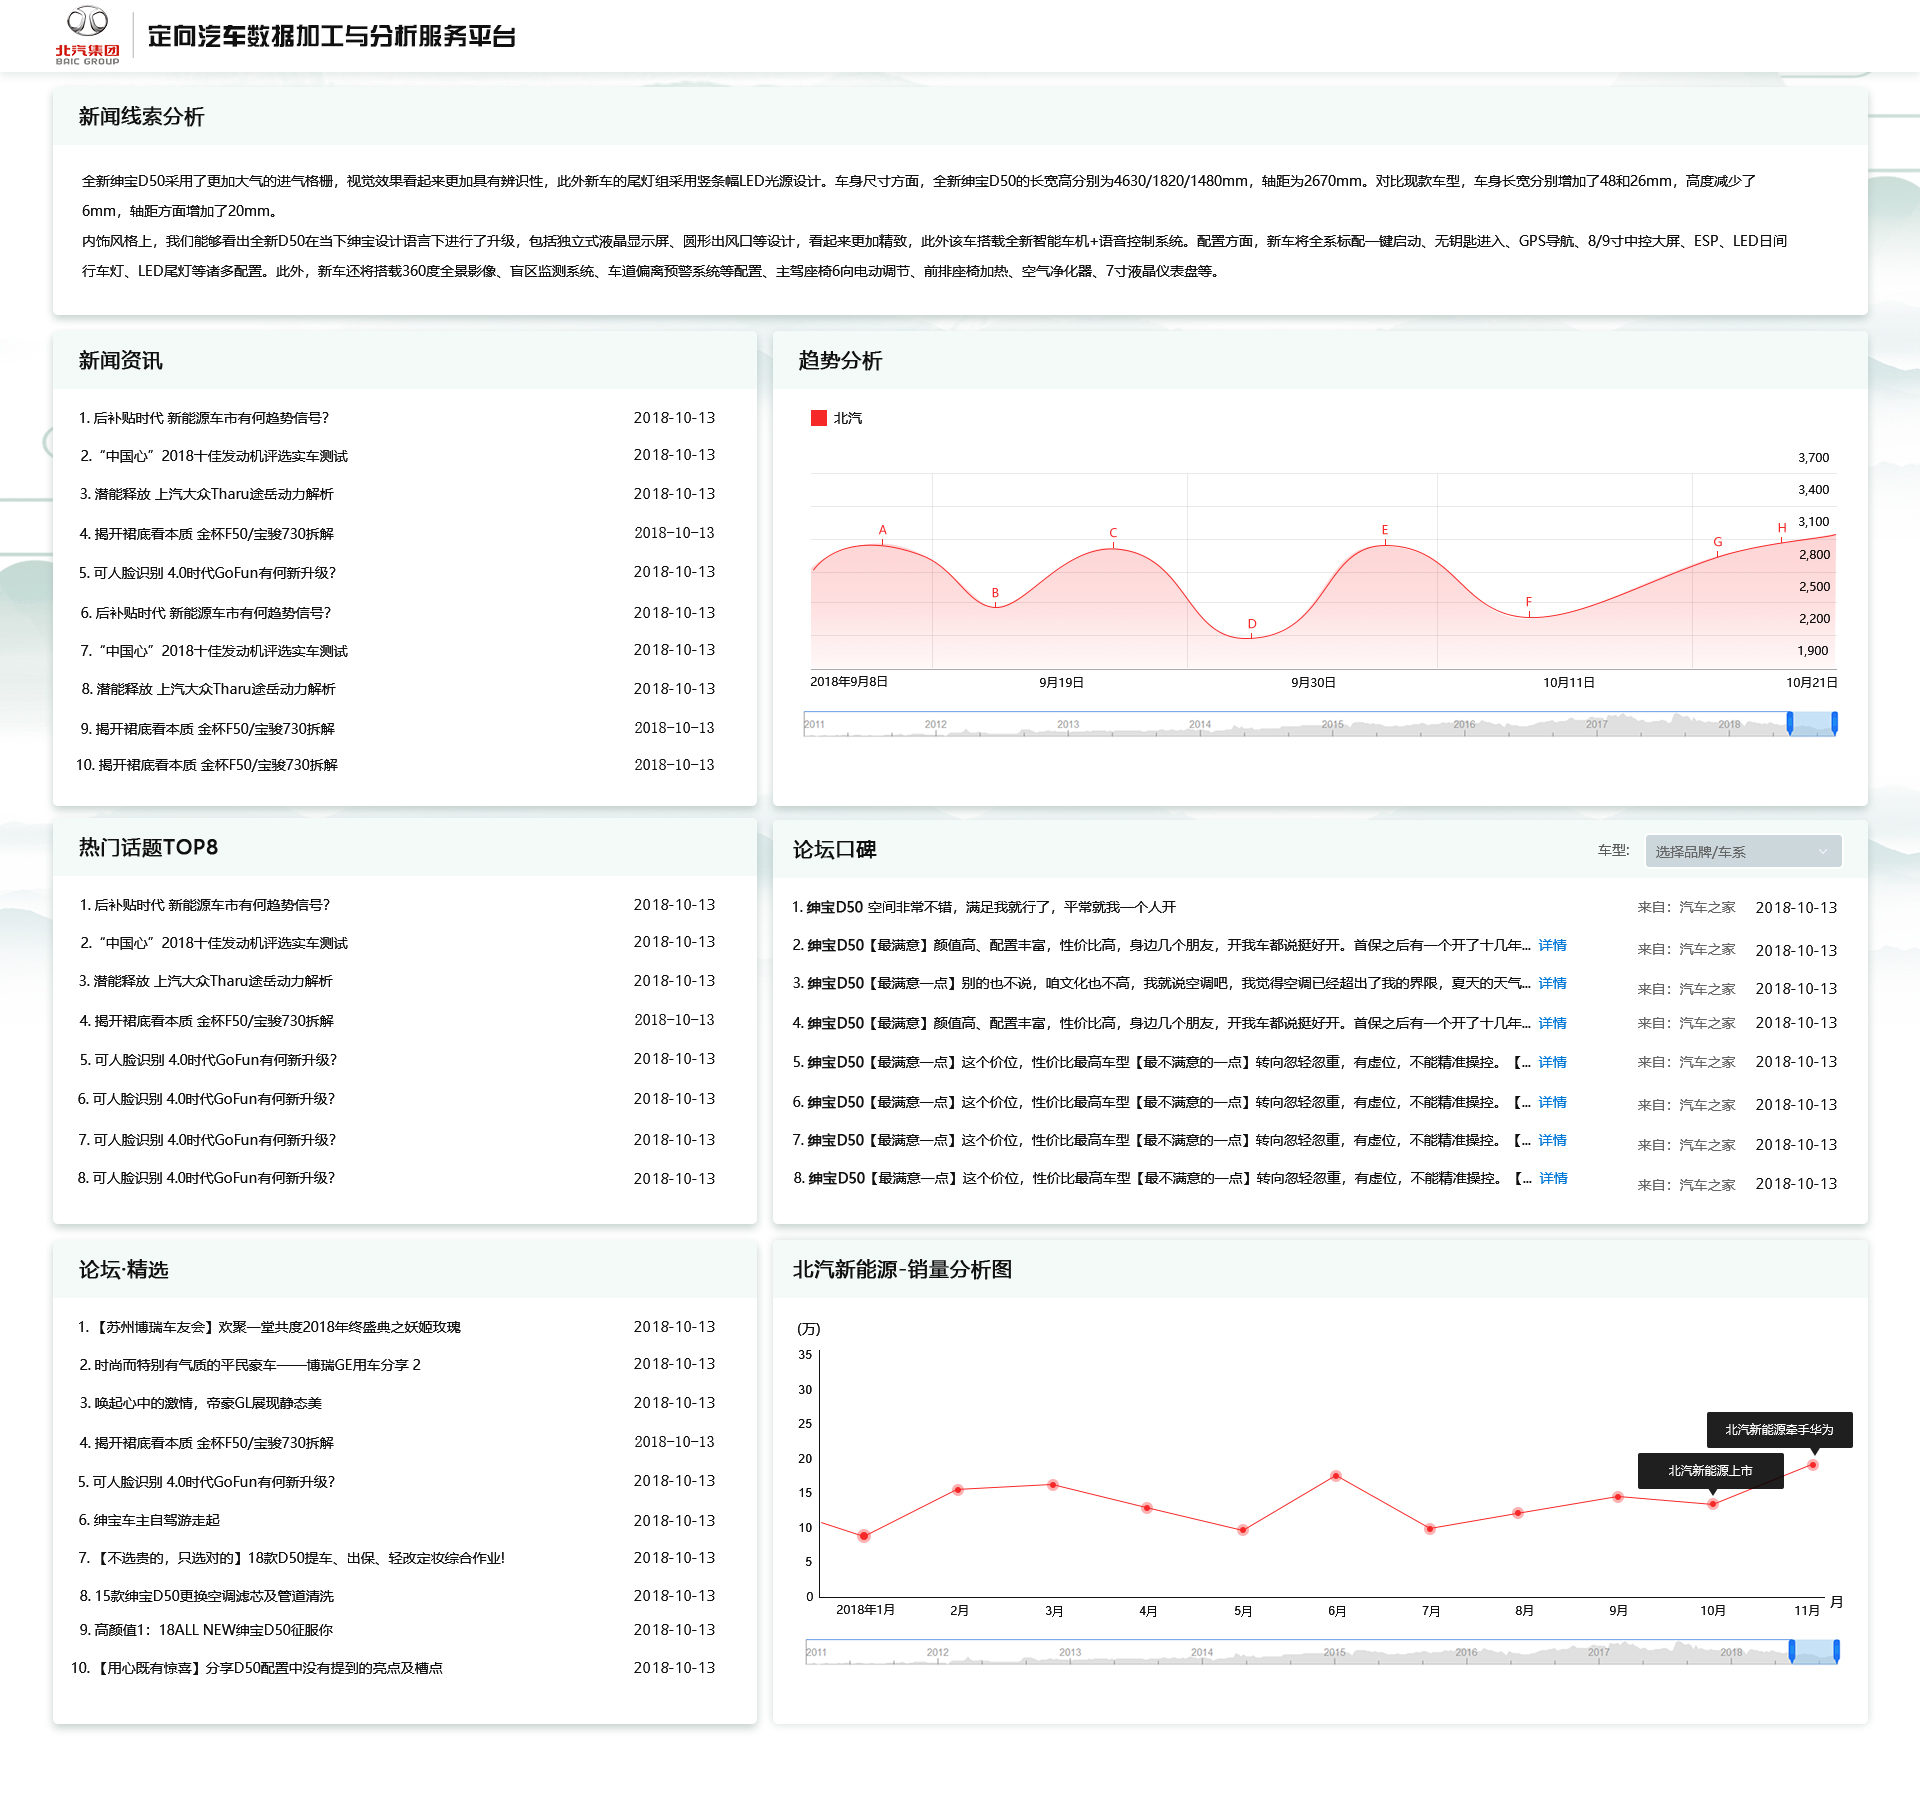 北汽集团
BAIC GROUP
定向汽车数据加工与分析服务平台
新闻线索分析
全新绅宝D50采用了更加大气的进气格栅，视觉效果看起来更加具有辨识性，此外新车的尾灯组采用竖条幅LED光源设计。车身尺寸方面，全新绅宝D50的长宽高分别为4630/1820/1480mm，轴距为2670mm。对比现款车型，车身长宽分别增加了48和26mm，高度减少了
6mm，轴距方面增加了20mm。
内饰风格上，我们能够看出全新D50在当下绅宝设计语言下进行了升级，包括独立式液晶显示屏、圆形出风口等设计，看起来更加精致，此外该车搭载全新智能车机+语音控制系统。配置方面，新车将全系标配一键启动、无钥匙进入、GPS导航、8/9寸中控大屏、ESP、LED日间
行车灯、LED尾灯等诸多配置。此外，新车还将搭载360度全景影像、盲区监测系统、车道偏离预警系统等配置、主驾座椅6向电动调节、前排座椅加热、空气净化器、7寸液晶仪表盘等。
新闻资讯
1. 后补贴时代 新能源车市有何趋势信号? 2018-10-13
2.“中国心”2018十佳发动机评选实车测试 2018-10-13
3. 潜能释放 上汽大众Tharu途岳动力解析 2018-10-13
4. 揭开裙底看本质 金杯F50/宝骏730拆解 2018-10-13
5. 可人脸识别 4.0时代GoFun有何新升级? 2018-10-13
6. 后补贴时代 新能源车市有何趋势信号? 2018-10-13
7.“中国心”2018十佳发动机评选实车测试 2018-10-13
8. 潜能释放 上汽大众Tharu途岳动力解析 2018-10-13
9. 揭开裙底看本质 金杯F50/宝骏730拆解 2018-10-13
10. 揭开裙底看本质 金杯F50/宝骏730拆解 2018-10-13
趋势分析
北汽
3,700
3,400
3,100
2,800
2,500
2,200
1,900
A
B
C
D
E
F
G
H
2018年9月8日 9月19日 9月30日 10月11日 10月21日
2011 2012 2013 2014 2015 2016 2017 2018
热门话题TOP8
1. 后补贴时代 新能源车市有何趋势信号? 2018-10-13
2.“中国心”2018十佳发动机评选实车测试 2018-10-13
3. 潜能释放 上汽大众Tharu途岳动力解析 2018-10-13
4. 揭开裙底看本质 金杯F50/宝骏730拆解 2018-10-13
5. 可人脸识别 4.0时代GoFun有何新升级? 2018-10-13
6. 可人脸识别 4.0时代GoFun有何新升级? 2018-10-13
7. 可人脸识别 4.0时代GoFun有何新升级? 2018-10-13
8. 可人脸识别 4.0时代GoFun有何新升级? 2018-10-13
论坛口碑
车型: 选择品牌/车系
1. 绅宝D50 空间非常不错，满足我就行了，平常就我一个人开 来自：汽车之家 2018-10-13
2. 绅宝D50【最满意】颜值高、配置丰富，性价比高，身边几个朋友，开我车都说挺好开。首保之后有一个开了十几年... 详情 来自：汽车之家 2018-10-13
3. 绅宝D50【最满意一点】别的也不说，咱文化也不高，我就说空调吧，我觉得空调已经超出了我的界限，夏天的天气... 详情 来自：汽车之家 2018-10-13
4. 绅宝D50【最满意】颜值高、配置丰富，性价比高，身边几个朋友，开我车都说挺好开。首保之后有一个开了十几年... 详情 来自：汽车之家 2018-10-13
5. 绅宝D50【最满意一点】这个价位，性价比最高车型【最不满意的一点】转向忽轻忽重，有虚位，不能精准操控。【... 详情 来自：汽车之家 2018-10-13
6. 绅宝D50【最满意一点】这个价位，性价比最高车型【最不满意的一点】转向忽轻忽重，有虚位，不能精准操控。【... 详情 来自：汽车之家 2018-10-13
7. 绅宝D50【最满意一点】这个价位，性价比最高车型【最不满意的一点】转向忽轻忽重，有虚位，不能精准操控。【... 详情 来自：汽车之家 2018-10-13
8. 绅宝D50【最满意一点】这个价位，性价比最高车型【最不满意的一点】转向忽轻忽重，有虚位，不能精准操控。【... 详情 来自：汽车之家 2018-10-13
论坛·精选
1. 【苏州博瑞车友会】欢聚一堂共度2018年终盛典之妖姬玫瑰 2018-10-13
2. 时尚而特别有气质的平民豪车——博瑞GE用车分享 2 2018-10-13
3. 唤起心中的激情，帝豪GL展现静态美 2018-10-13
4. 揭开裙底看本质 金杯F50/宝骏730拆解 2018-10-13
5. 可人脸识别 4.0时代GoFun有何新升级? 2018-10-13
6. 绅宝车主自驾游走起 2018-10-13
7. 【不选贵的，只选对的】18款D50提车、出保、轻改定妆综合作业! 2018-10-13
8. 15款绅宝D50更换空调滤芯及管道清洗 2018-10-13
9. 高颜值1：18ALL NEW绅宝D50征服你 2018-10-13
10. 【用心既有惊喜】分享D50配置中没有提到的亮点及槽点 2018-10-13
北汽新能源-销量分析图
(万)
35
30
25
20
15
10
5
0
北汽新能源牵手华为
北汽新能源上市
2018年1月 2月 3月 4月 5月 6月 7月 8月 9月 10月 11月 月
2011 2012 2013 2014 2015 2016 2017 2018